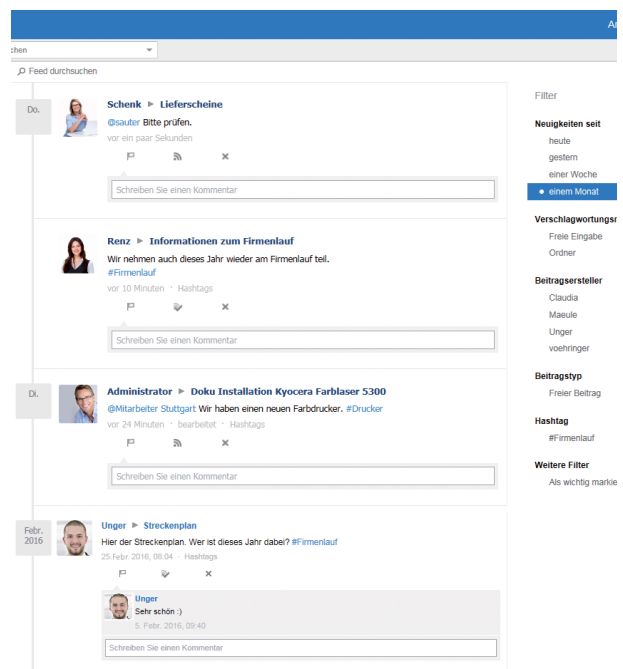 Ar
chen
Feed durchsuchen
Do.
Schenk ► Lieferscheine
@sauter Bitte prüfen.
vor ein paar Sekunden
Schreiben Sie einen Kommentar
Renz ► Informationen zum Firmenlauf
Wir nehmen auch dieses Jahr wieder am Firmenlauf teil.
#Firmenlauf
vor 10 Minuten · Hashtags
Schreiben Sie einen Kommentar
Di.
Administrator ► Doku Installation Kyocera Farblaser 5300
@Mitarbeiter Stuttgart Wir haben einen neuen Farbdrucker. #Drucker
vor 24 Minuten · bearbeitet · Hashtags
Schreiben Sie einen Kommentar
Febr.
2016
Unger ► Streckenplan
Hier der Streckenplan. Wer ist dieses Jahr dabei? #Firmenlauf
25.Febr. 2016, 08:04 · Hashtags
Unger
Sehr schön :)
5. Febr. 2016, 09:40
Schreiben Sie einen Kommentar
Filter
Neuigkeiten seit
heute
gestern
einer Woche
einem Monat
Verschlagwortungsm
Freie Eingabe
Ordner
Beitragsersteller
Claudia
Maeule
Unger
voehringer
Beitragstyp
Freier Beitrag
Hashtag
#Firmenlauf
Weitere Filter
Als wichtig markie